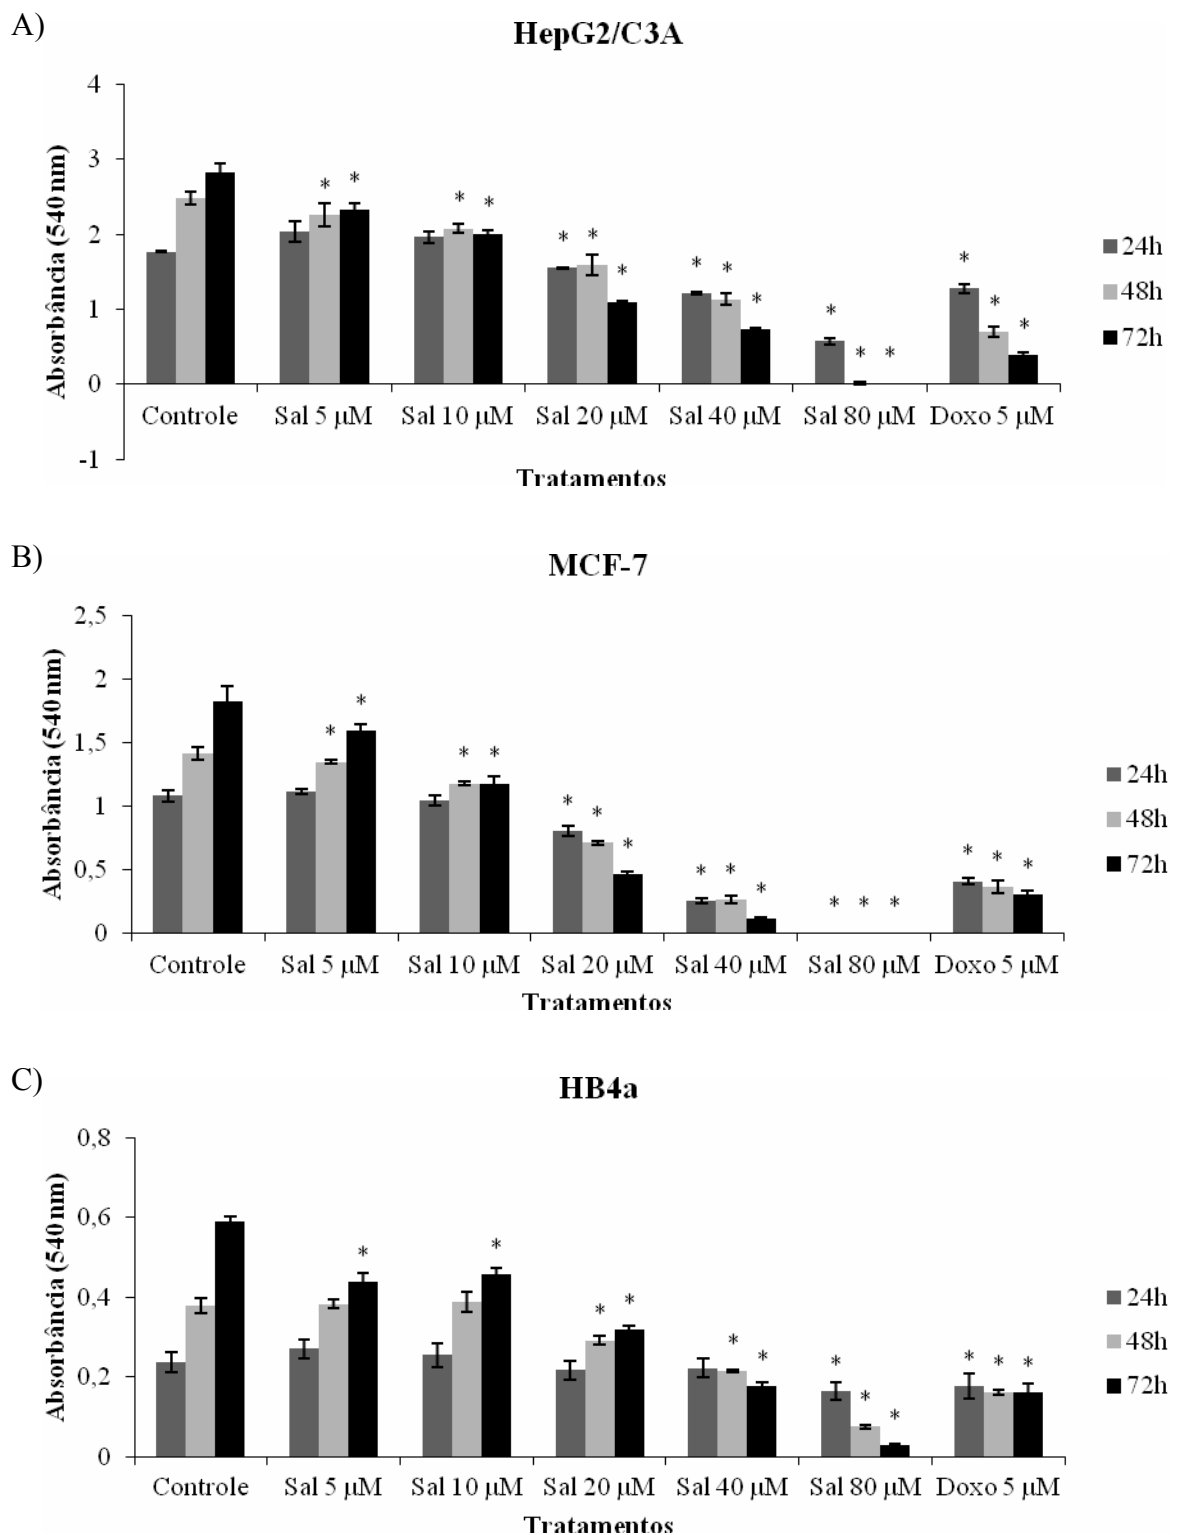 A)
HepG2/C3A
4
3
2
1
0
-1
Absorbância (540nm)
* * * * * * * * * * * * * * * *
24h
48h
72h
Controle Sal 5 µM Sal 10 µM Sal 20 µM Sal 40 µM Sal 80 µM Doxo 5 µM
Tratamentos
B)
MCF-7
2,5
2
1,5
1
0,5
0
Absorbância (540nm)
* * * * * * * * * * * * * * * *
24h
48h
72h
Controle Sal 5 µM Sal 10 µM Sal 20 µM Sal 40 µM Sal 80 µM Doxo 5 µM
Tratamentos
C)
HB4a
0,8
0,6
0,4
0,2
0
Absorbância (540nm)
* * * * * * * * * * * *
24h
48h
72h
Controle Sal 5 µM Sal 10 µM Sal 20 µM Sal 40 µM Sal 80 µM Doxo 5 µM
Tratamentos